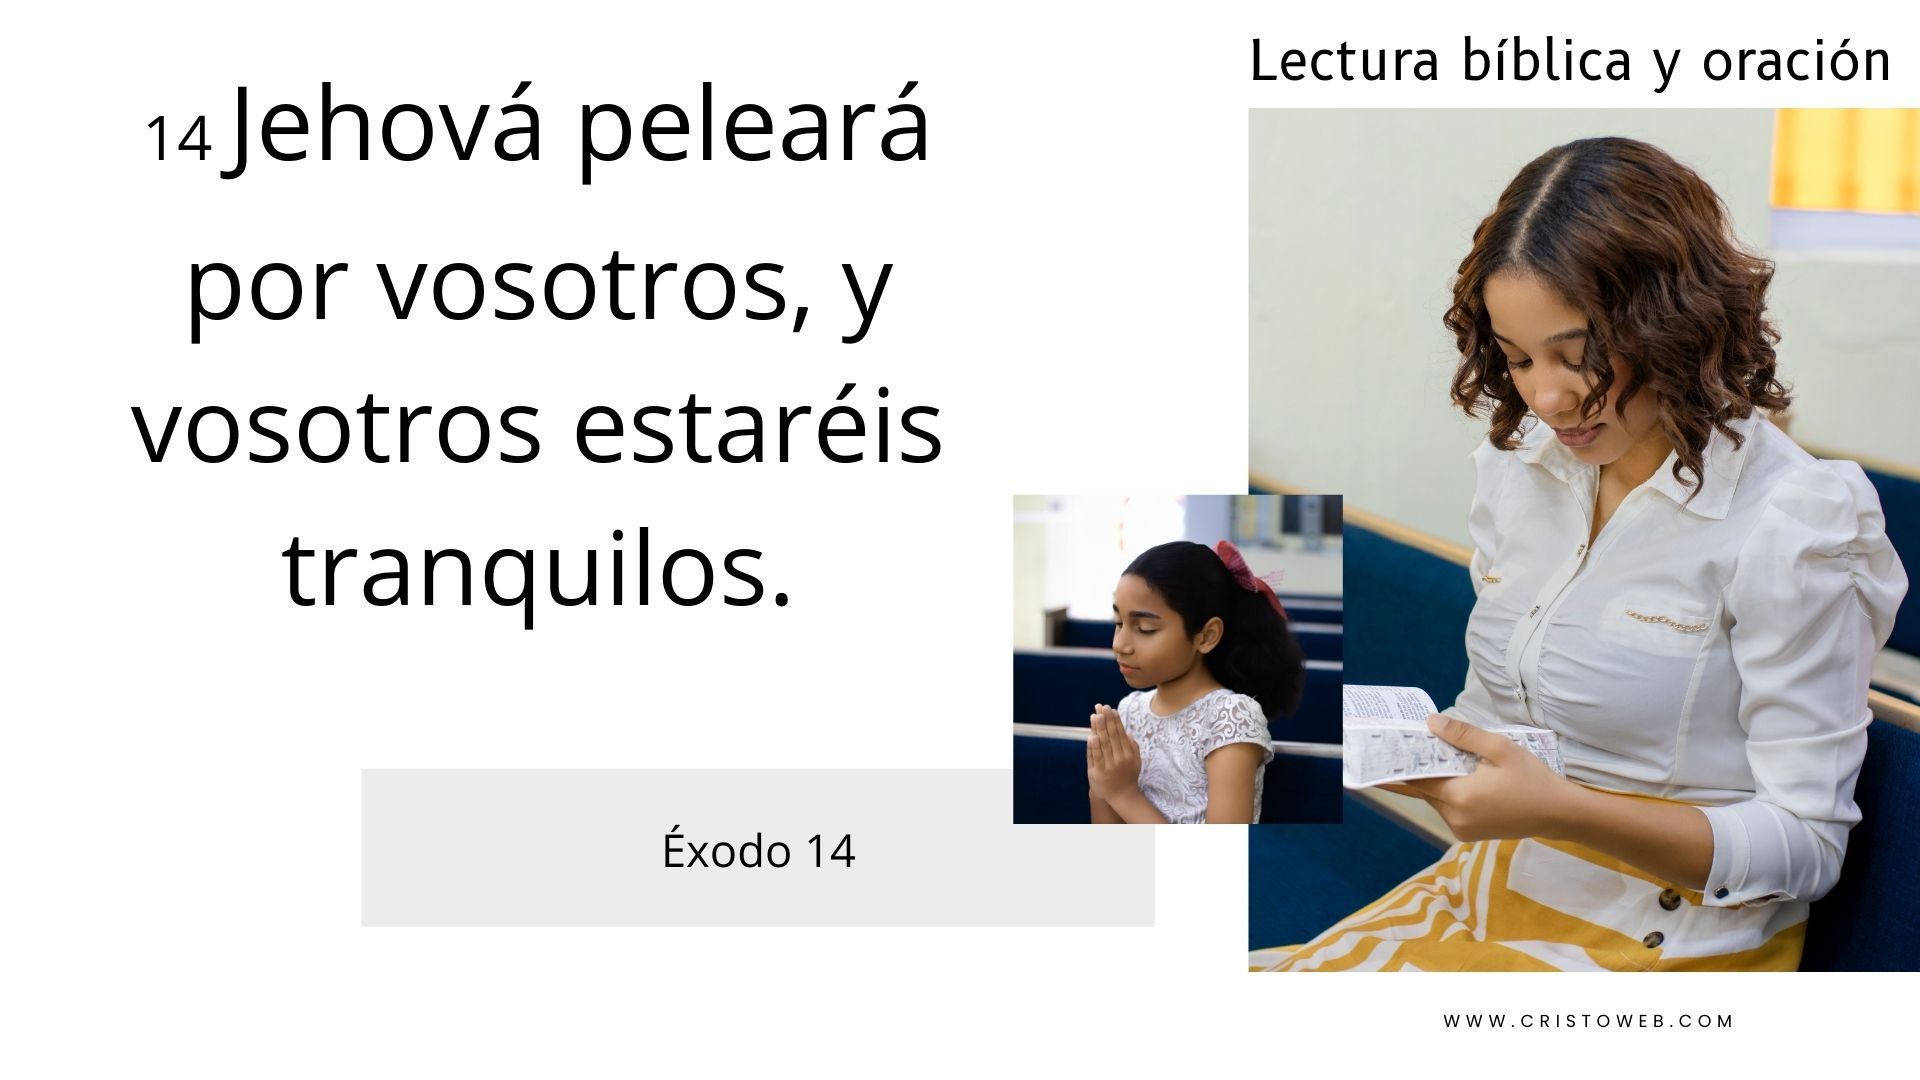 Lectura bíblica y oración
14 Jehová peleará
por vosotros, y
vosotros estaréis
tranquilos.
Éxodo 14
WWW.CRISTOWEB.COM